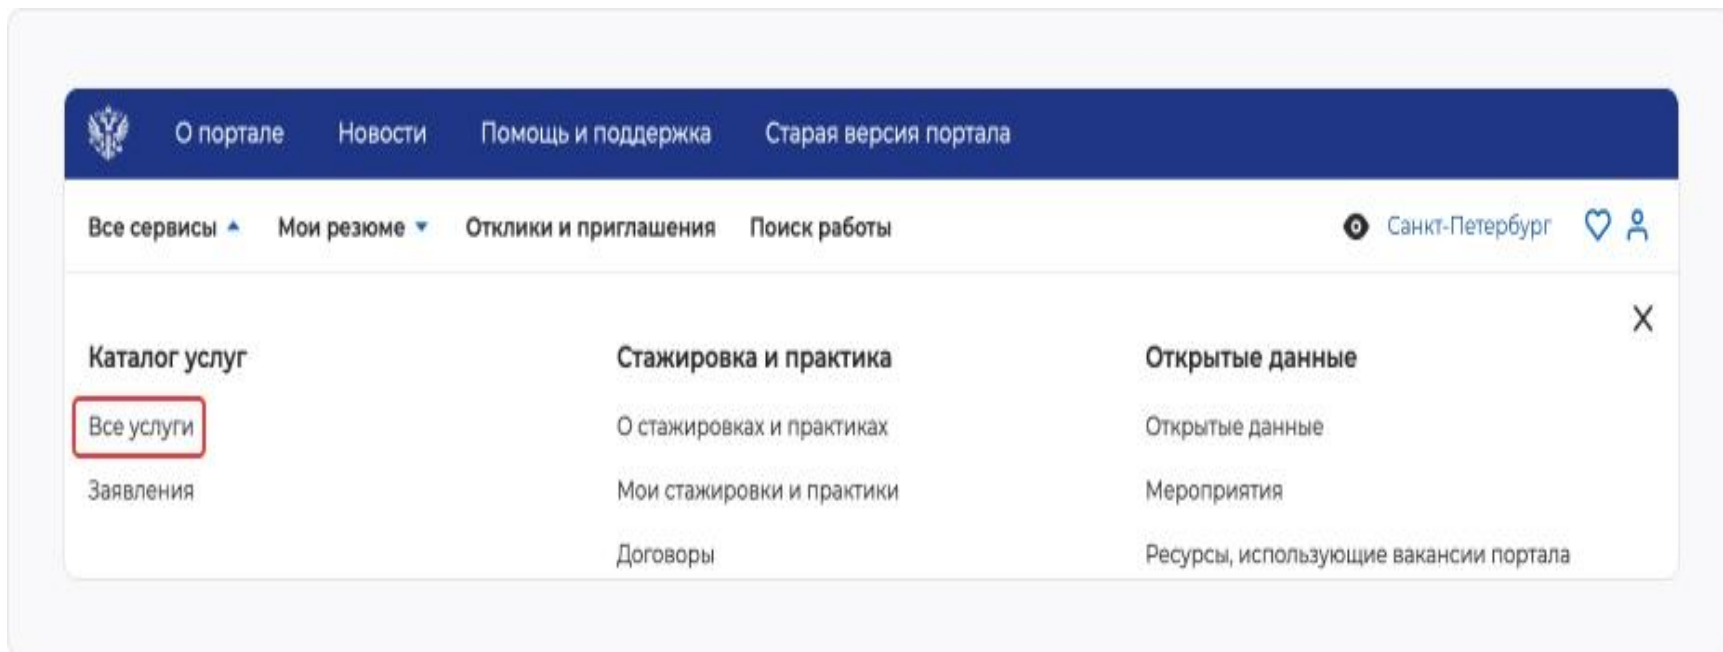 О портале Новости Помощь и поддержка Старая версия портала
Все сервисы Мои резюме Отклики и приглашения Поиск работы Санкт-Петербург
Каталог услуг Стажировка и практика Открытые данные
Все услуги О стажировках и практиках Открытые данные
Заявления Мои стажировки и практики Мероприятия
Договоры Ресурсы, использующие вакансии портала